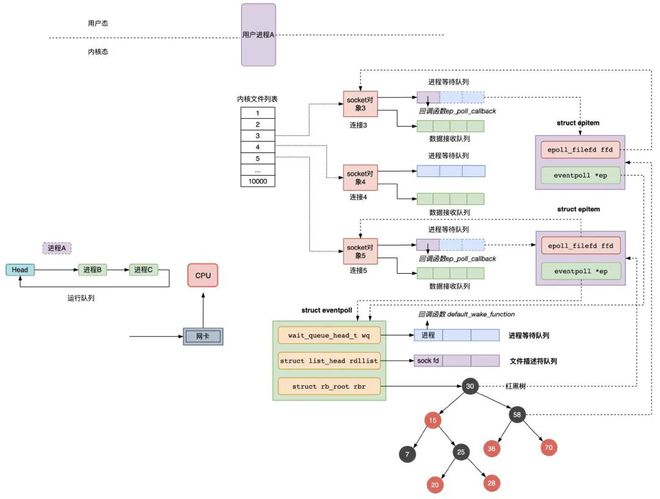 用户态
用户进程A
内核态
内核文件列表
1
2
3
4
5
...
10000
socket对
象3
连接3
进程等待队列
回调函数ep_poll_callback
数据接收队列
struct epitem
epoll_filefd ffd
eventpoll *ep
socket对
象4
连接4
进程等待队列
数据接收队列
struct epitem
epoll_filefd ffd
eventpoll *ep
socket对
象5
连接5
进程等待队列
回调函数ep_poll_callback
数据接收队列
进程A
Head
进程B
进程C
运行队列
CPU
网卡
struct eventpoll
wait_queue_head_t wq
struct list_head rdllist
struct rb_root rbr
回调函数 default_wake_function
进程
进程等待队列
sock fd
文件描述符队列
红黑树
30
15
58
7
25
36
70
20
28